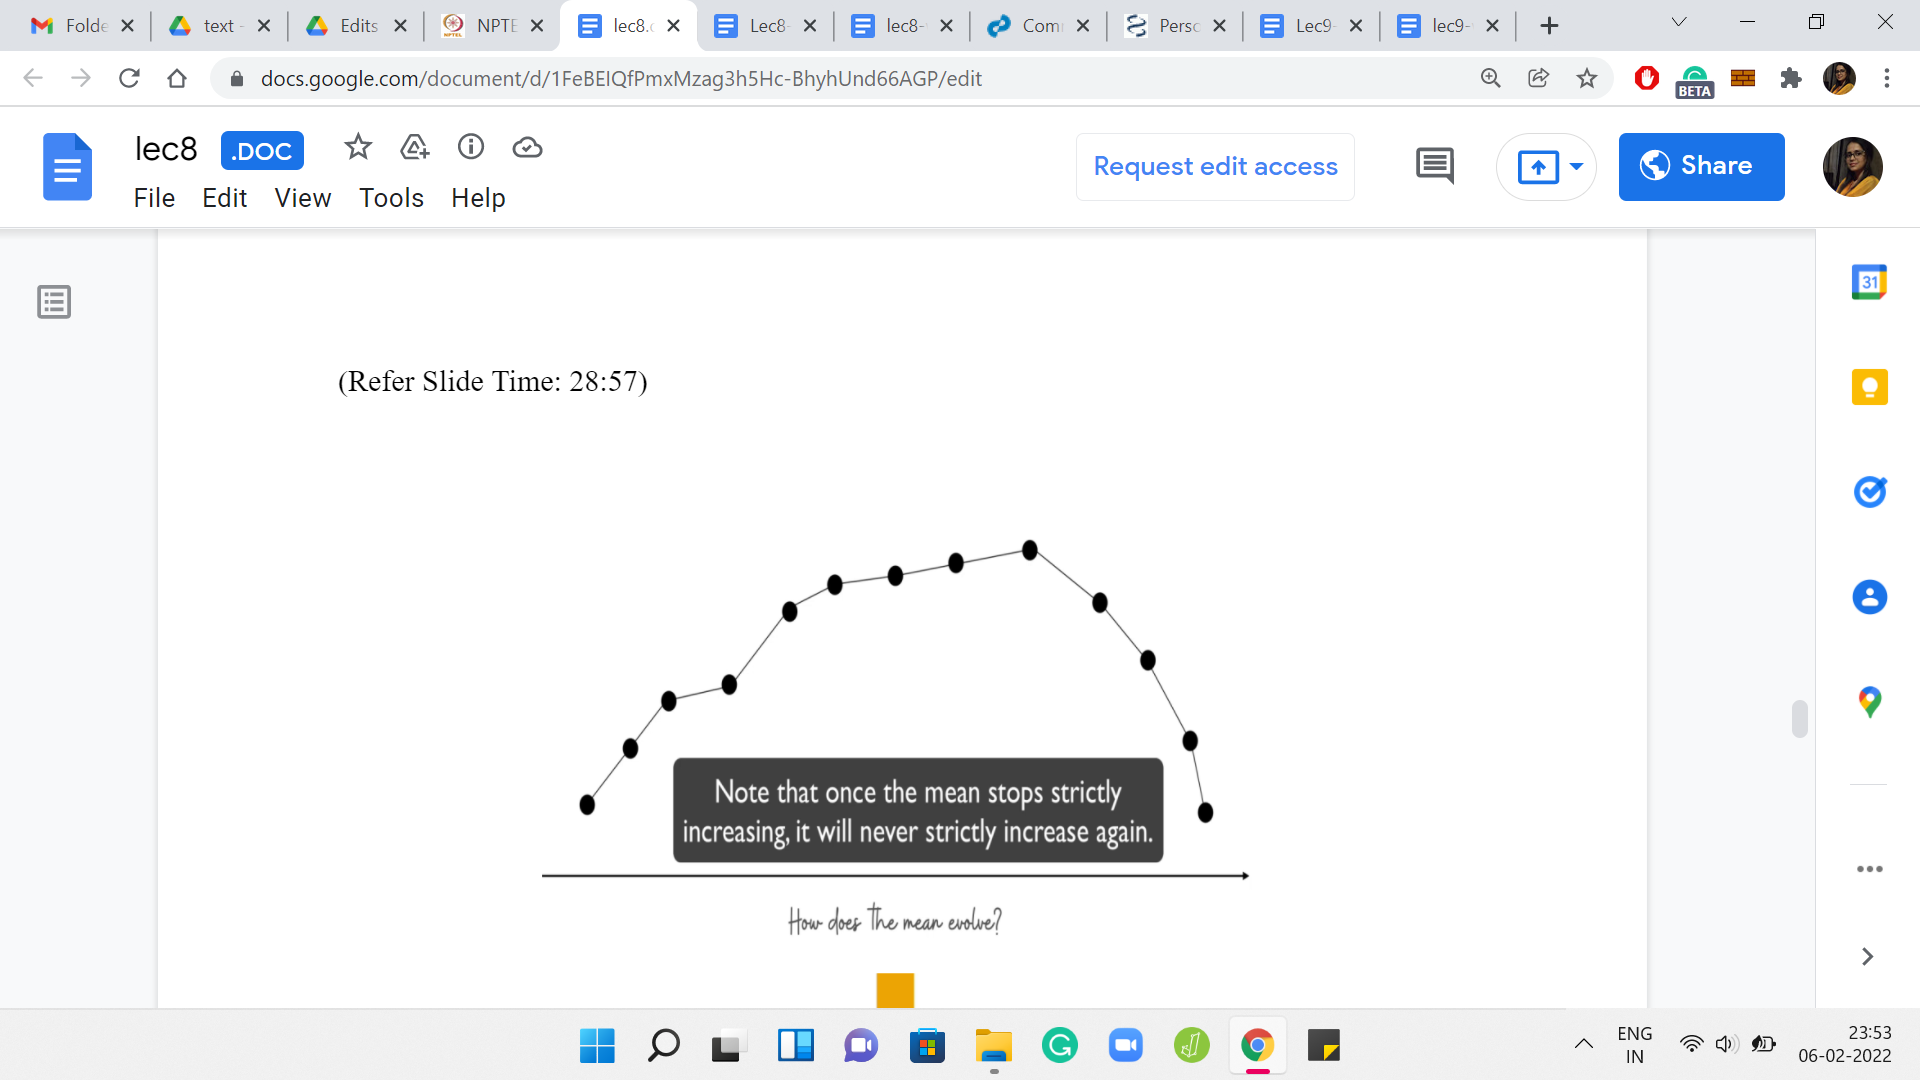 Folde
text -
Edits
NPTE
lec8.c
Lec8-
lec8-
Com
Perso
Lec9-
lec9-
docs.google.com/document/d/1FeBEIQfPmxMzag3h5Hc-BhyhUnd66AGP/edit
BETA
lec8
.DOC
Request edit access
Share
File Edit View Tools Help
31
(Refer Slide Time: 28:57)
Note that once the mean stops strictly
increasing, it will never strictly increase again.
How does the mean evolve?
ENG
IN
23:53
06-02-2022